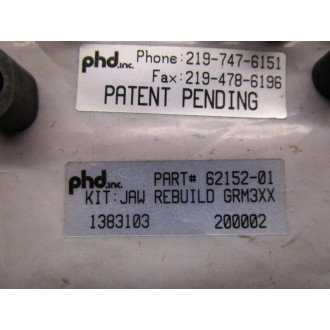 phd,inc. Phone: 219-747-6151
Fax: 219-478-6196
PATENT PENDING
phd,inc. PART# 62152-01
KIT: JAW REBUILD GRM3XX
1383103 200002